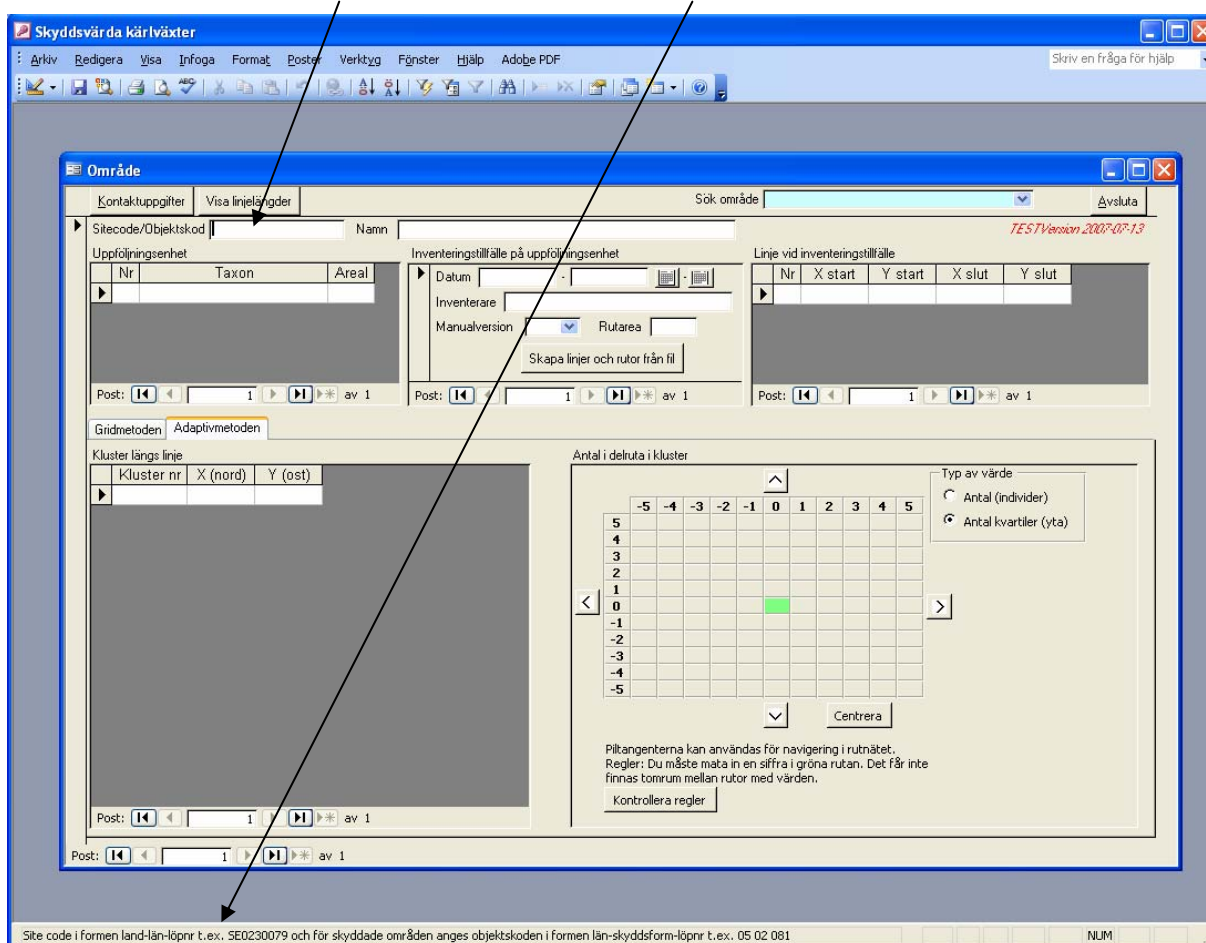 Skyddsvärda kärlväxter
Arkiv Redigera Visa Infoga Format Poster Verktyg Fönster Hjälp Adobe PDF Skriv en fråga för hjälp
Område
Kontaktuppgifter Visa linjelängder Sök område Avsluta
Sitecode/Objektskod Namn TESTVersion 2007-07-13
Uppföljningsenhet Inventeringstillfälle på uppföljningsenhet Linje vid inventeringstillfälle
Nr Taxon Areal Datum - - Nr X start Y start X slut Y slut
Inventerare
Manualversion Rutarea
Skapa linjer och rutor från fil
Post: 1 av 1 Post: 1 av 1 Post: 1 av 1
Gridmetoden Adaptivmetoden
Kluster längs linje Antal i delruta i kluster
Kluster nr X (nord) Y (ost) Typ av värde
Antal (individer)
-5 -4 -3 -2 -1 0 1 2 3 4 5
Antal kvartiler (yta)
5
4
3
2
1
0
-1
-2
-3
-4
-5
Centrera
Piltangenterna kan användas för navigering i rutnätet.
Regler: Du måste mata in en siffra i gröna rutan. Det får inte
finnas tomrum mellan rutor med värden.
Kontrollera regler
Post: 1 av 1
Post: 1 av 1
Site code i formen land-län-löpnr t.ex. SE0230079 och för skyddade områden anges objektskoden i formen län-skyddsform-löpnr t.ex. 05 02 081 NUM